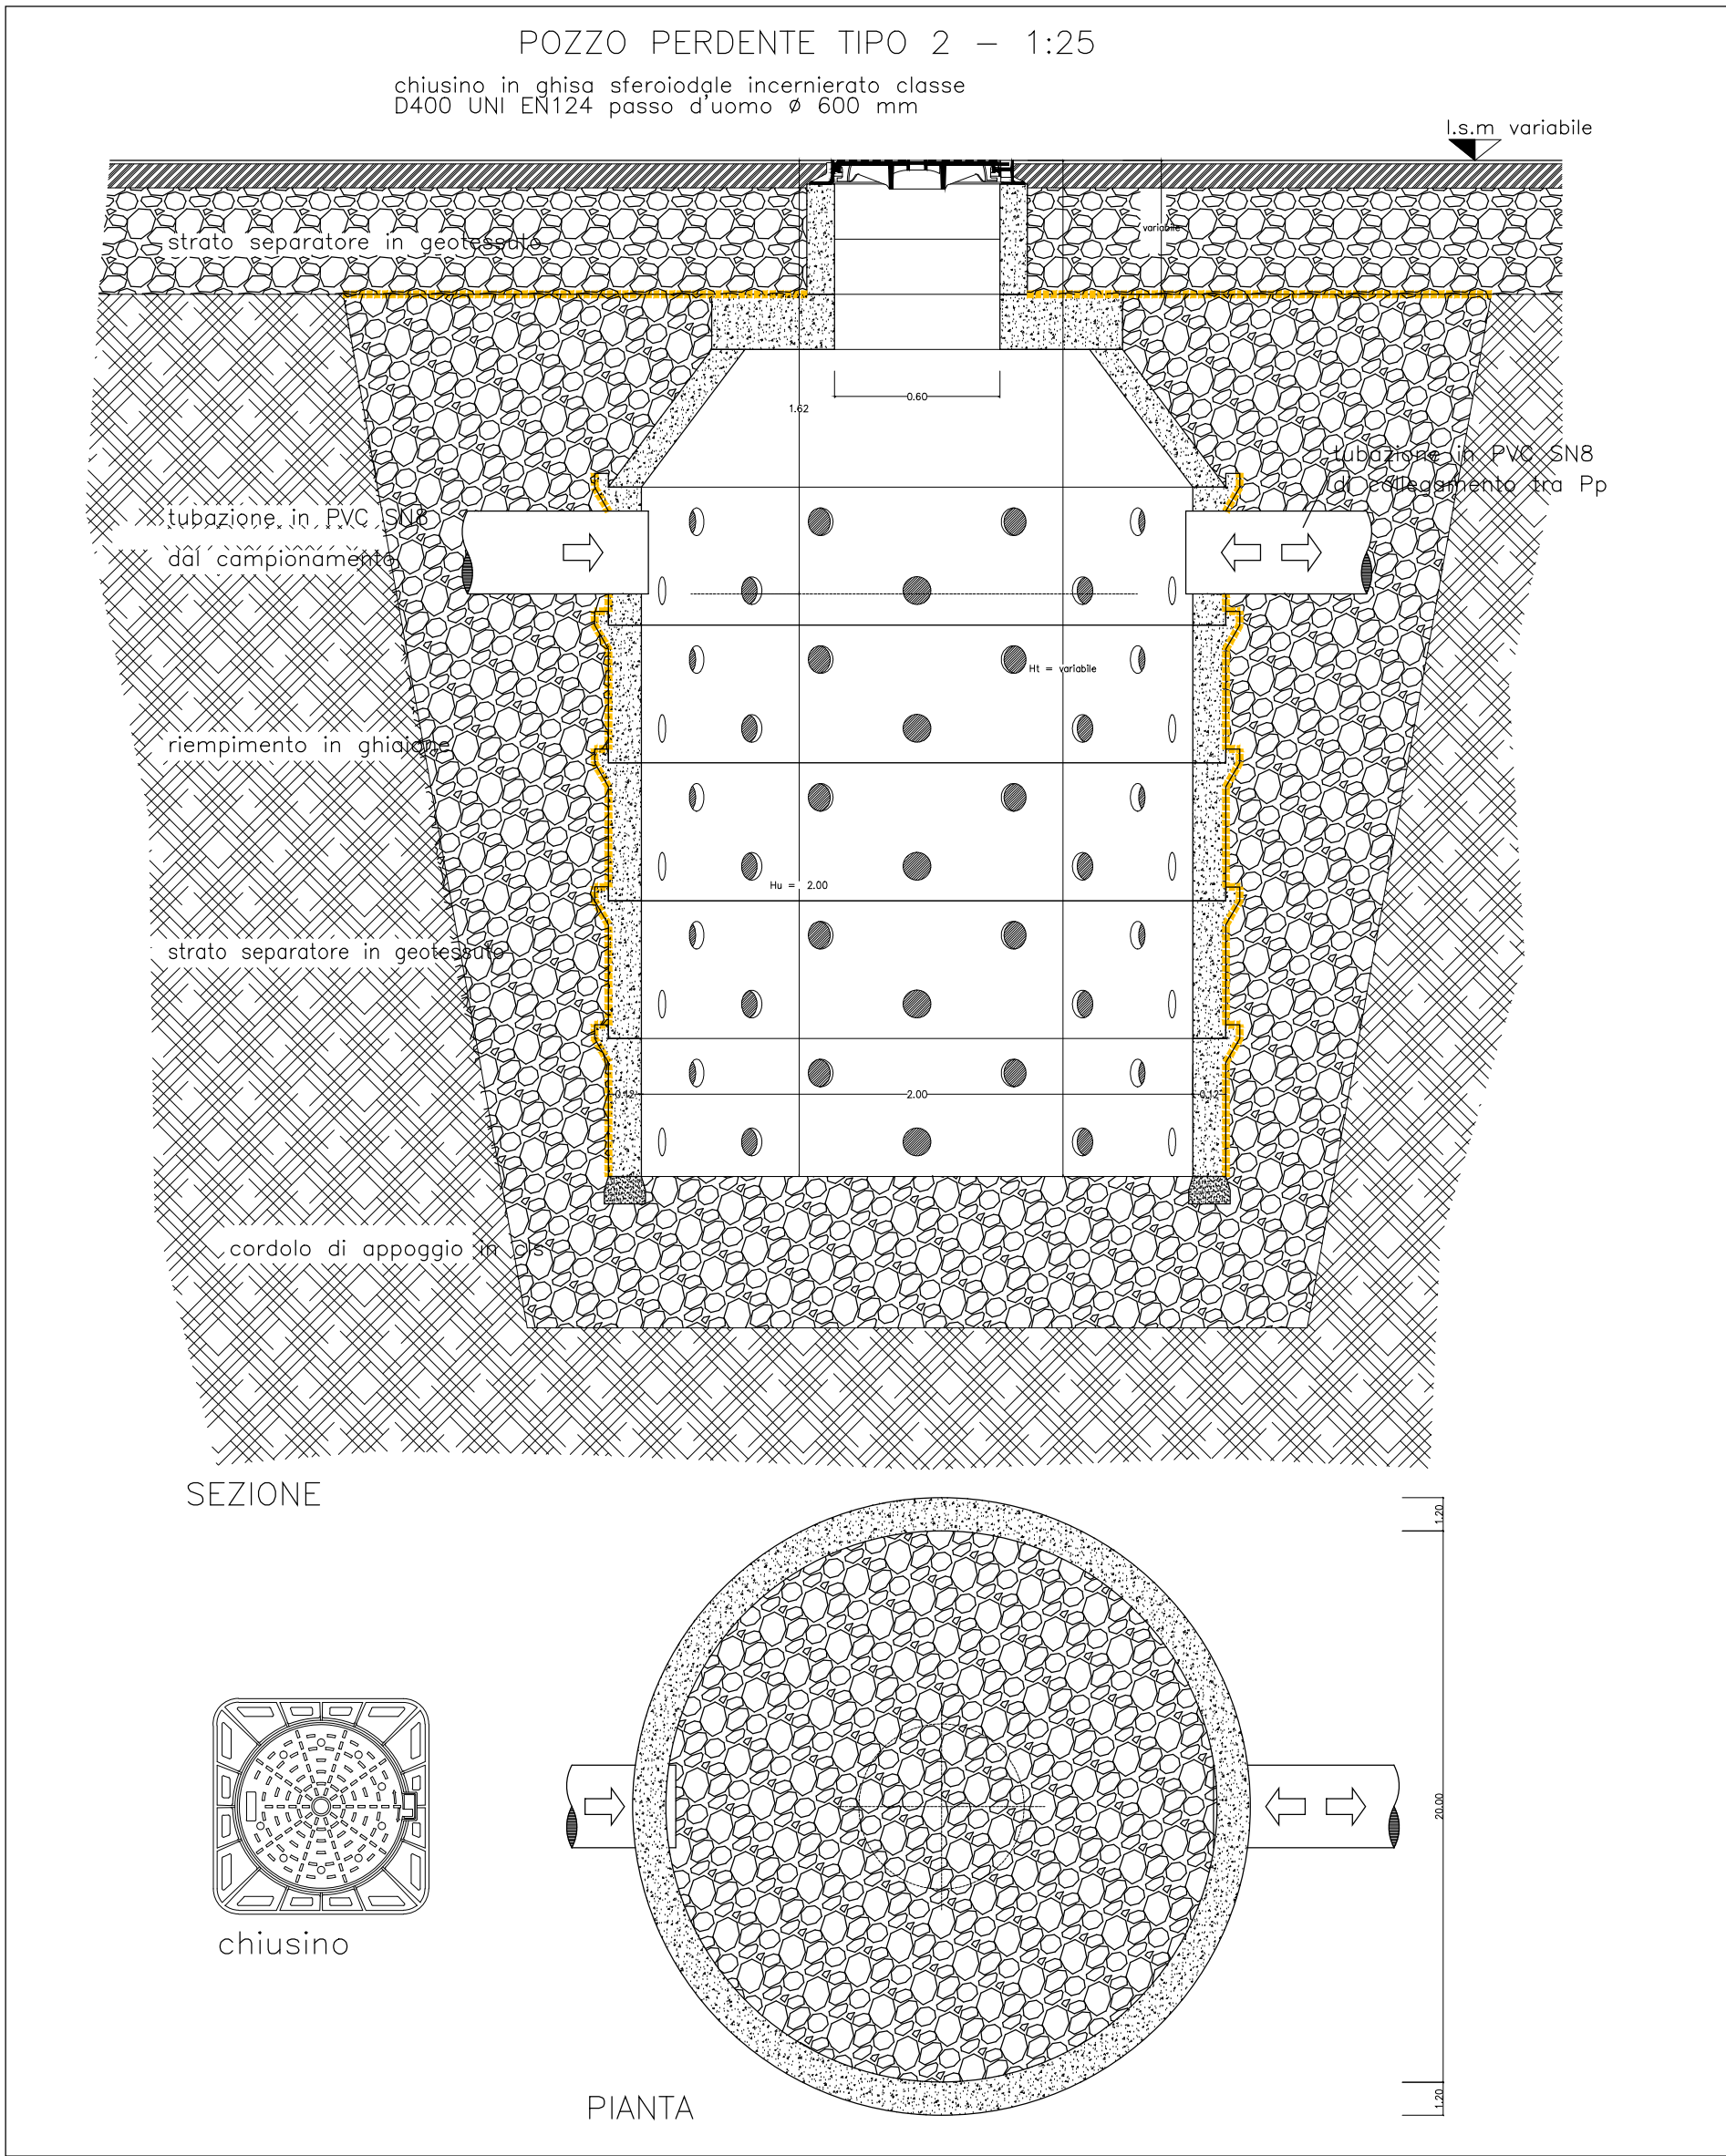 POZZO PERDENTE TIPO 2 - 1:25
chiusino in ghisa sferoiodale incernierato classe
D400 UNI EN124 passo d'uomo ø 600 mm
l.s.m variabile
variabile
strato separatore in geotessuto
0.60
1.62
tubazione in PVC SN8
di collegamento tra Pp
tubazione in PVC SN8
dal campionamento
Ht = variabile
riempimento in ghiaione
Hu = 2.00
strato separatore in geotessuto
0.12
2.00
0.12
cordolo di appoggio in cls
SEZIONE
1.20
20.00
1.20
chiusino
PIANTA